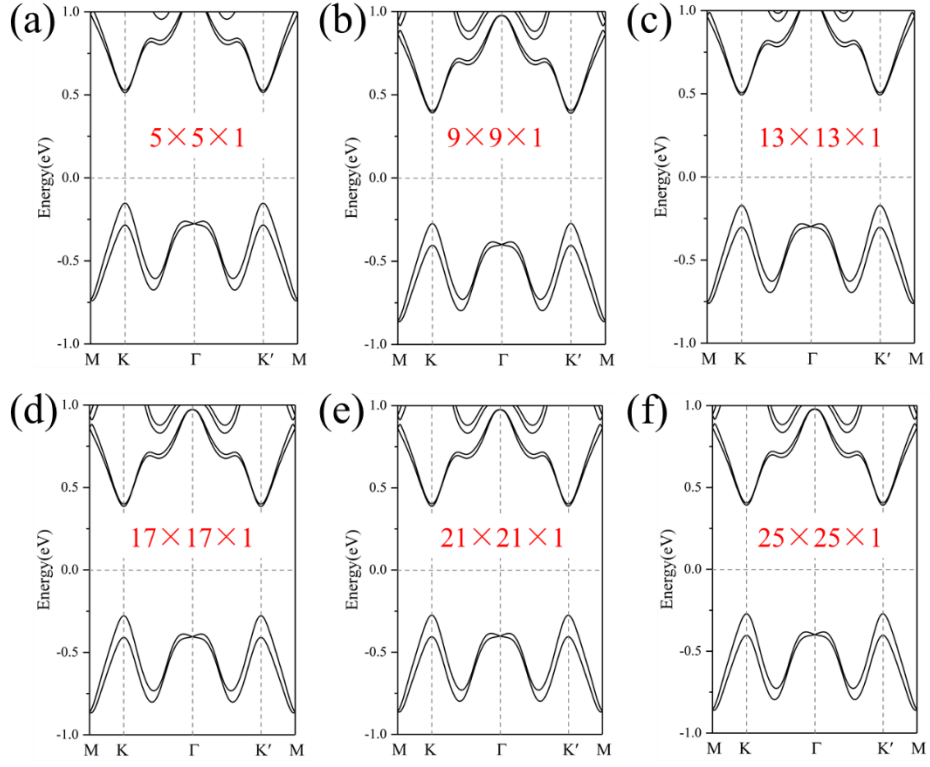 (a)
1.0
0.5
0.0
-0.5
-1.0
Energy(eV)
5×5×1
M K Γ K′ M
(b)
1.0
0.5
0.0
-0.5
-1.0
Energy(eV)
9×9×1
M K Γ K′ M
(c)
1.0
0.5
0.0
-0.5
-1.0
Energy(eV)
13×13×1
M K Γ K′ M
(d)
1.0
0.5
0.0
-0.5
-1.0
Energy(eV)
17×17×1
M K Γ K′ M
(e)
1.0
0.5
0.0
-0.5
-1.0
Energy(eV)
21×21×1
M K Γ K′ M
(f)
1.0
0.5
0.0
-0.5
-1.0
Energy(eV)
25×25×1
M K Γ K′ M